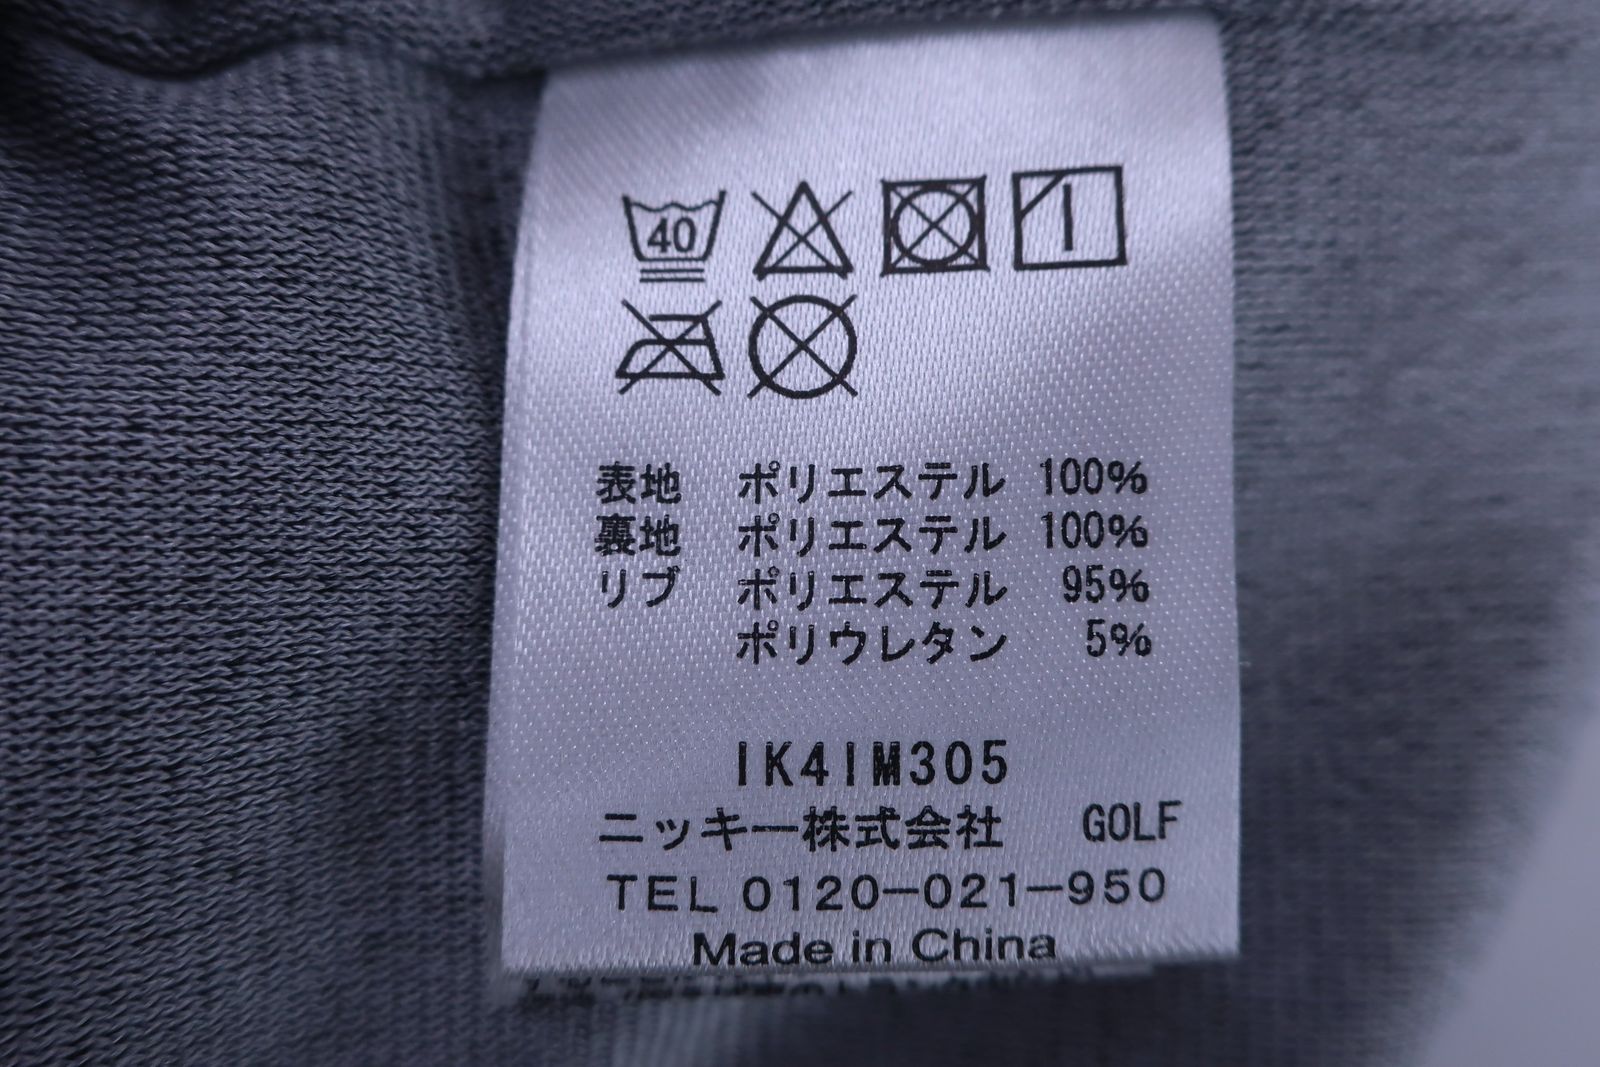 40
表地 ポリエステル 100%
裏地 ポリエステル 100%
リブ ポリエステル 95%
ポリウレタン 5%
IK4IM305
ニッキー株式会社 GOLF
TEL 0120-021-950
Made in China